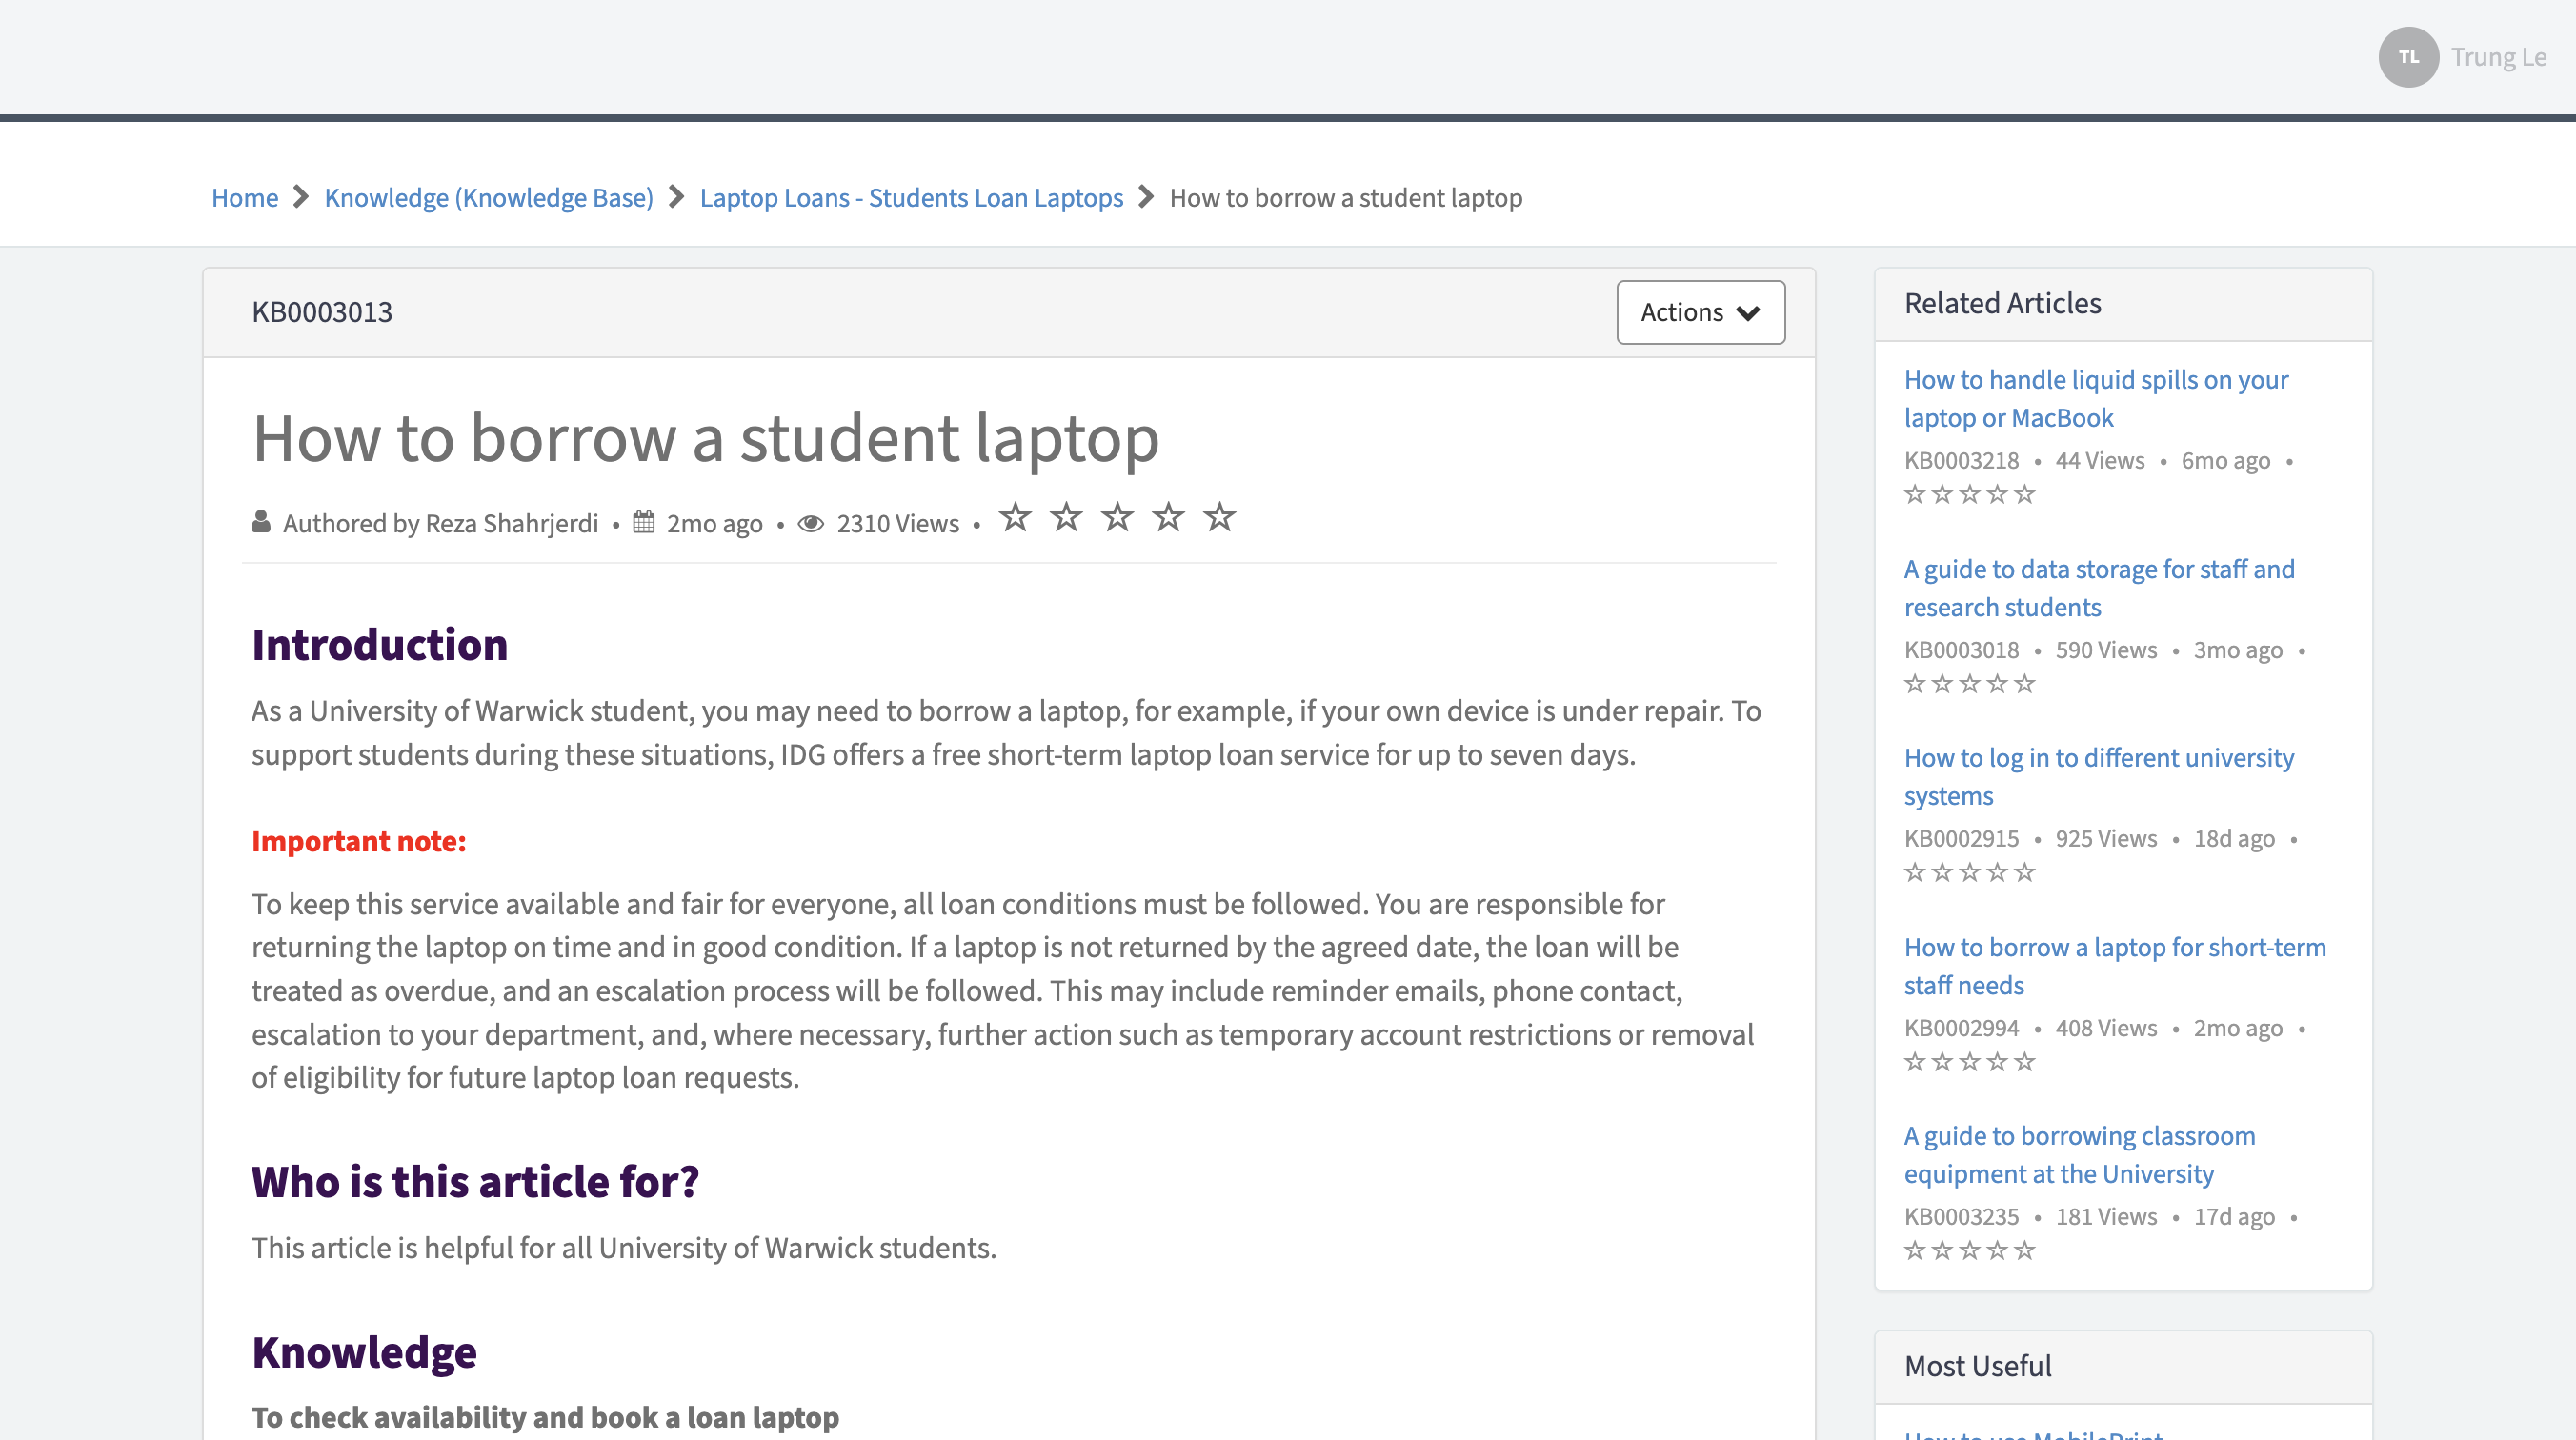 TL Trung Le
Home Knowledge (Knowledge Base) Laptop Loans - Students Loan Laptops How to borrow a student laptop
KB0003013
Actions
How to borrow a student laptop
Authored by Reza Shahrjerdi • 2mo ago • 2310 Views •
Introduction
As a University of Warwick student, you may need to borrow a laptop, for example, if your own device is under repair. To
support students during these situations, IDG offers a free short-term laptop loan service for up to seven days.
Important note:
To keep this service available and fair for everyone, all loan conditions must be followed. You are responsible for
returning the laptop on time and in good condition. If a laptop is not returned by the agreed date, the loan will be
treated as overdue, and an escalation process will be followed. This may include reminder emails, phone contact,
escalation to your department, and, where necessary, further action such as temporary account restrictions or removal
of eligibility for future laptop loan requests.
Who is this article for?
This article is helpful for all University of Warwick students.
Knowledge
To check availability and book a loan laptop
Related Articles
How to handle liquid spills on your
laptop or MacBook
KB0003218 • 44 Views • 6mo ago •
A guide to data storage for staff and
research students
KB0003018 • 590 Views • 3mo ago •
How to log in to different university
systems
KB0002915 • 925 Views • 18d ago •
How to borrow a laptop for short-term
staff needs
KB0002994 • 408 Views • 2mo ago •
A guide to borrowing classroom
equipment at the University
KB0003235 • 181 Views • 17d ago •
Most Useful
How to use MobilePrint